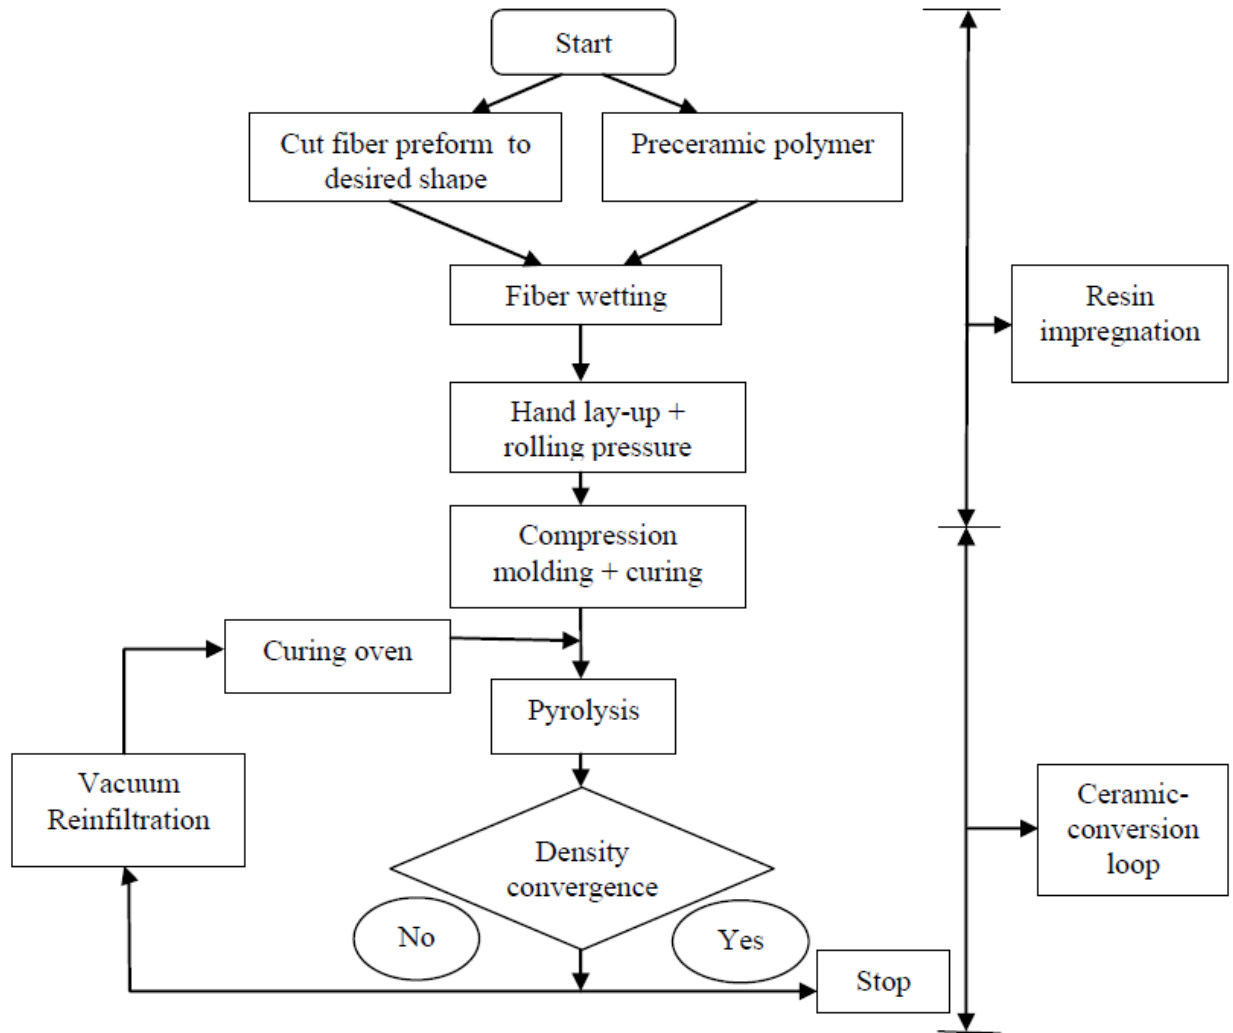 Start
Cut fiber preform to
desired shape
Preceramic polymer
Fiber wetting
Resin
impregnation
Hand lay-up +
rolling pressure
Compression
molding + curing
Curing oven
Pyrolysis
Vacuum
Reinfiltration
Ceramic-
conversion
loop
Density
convergence
No
Yes
Stop